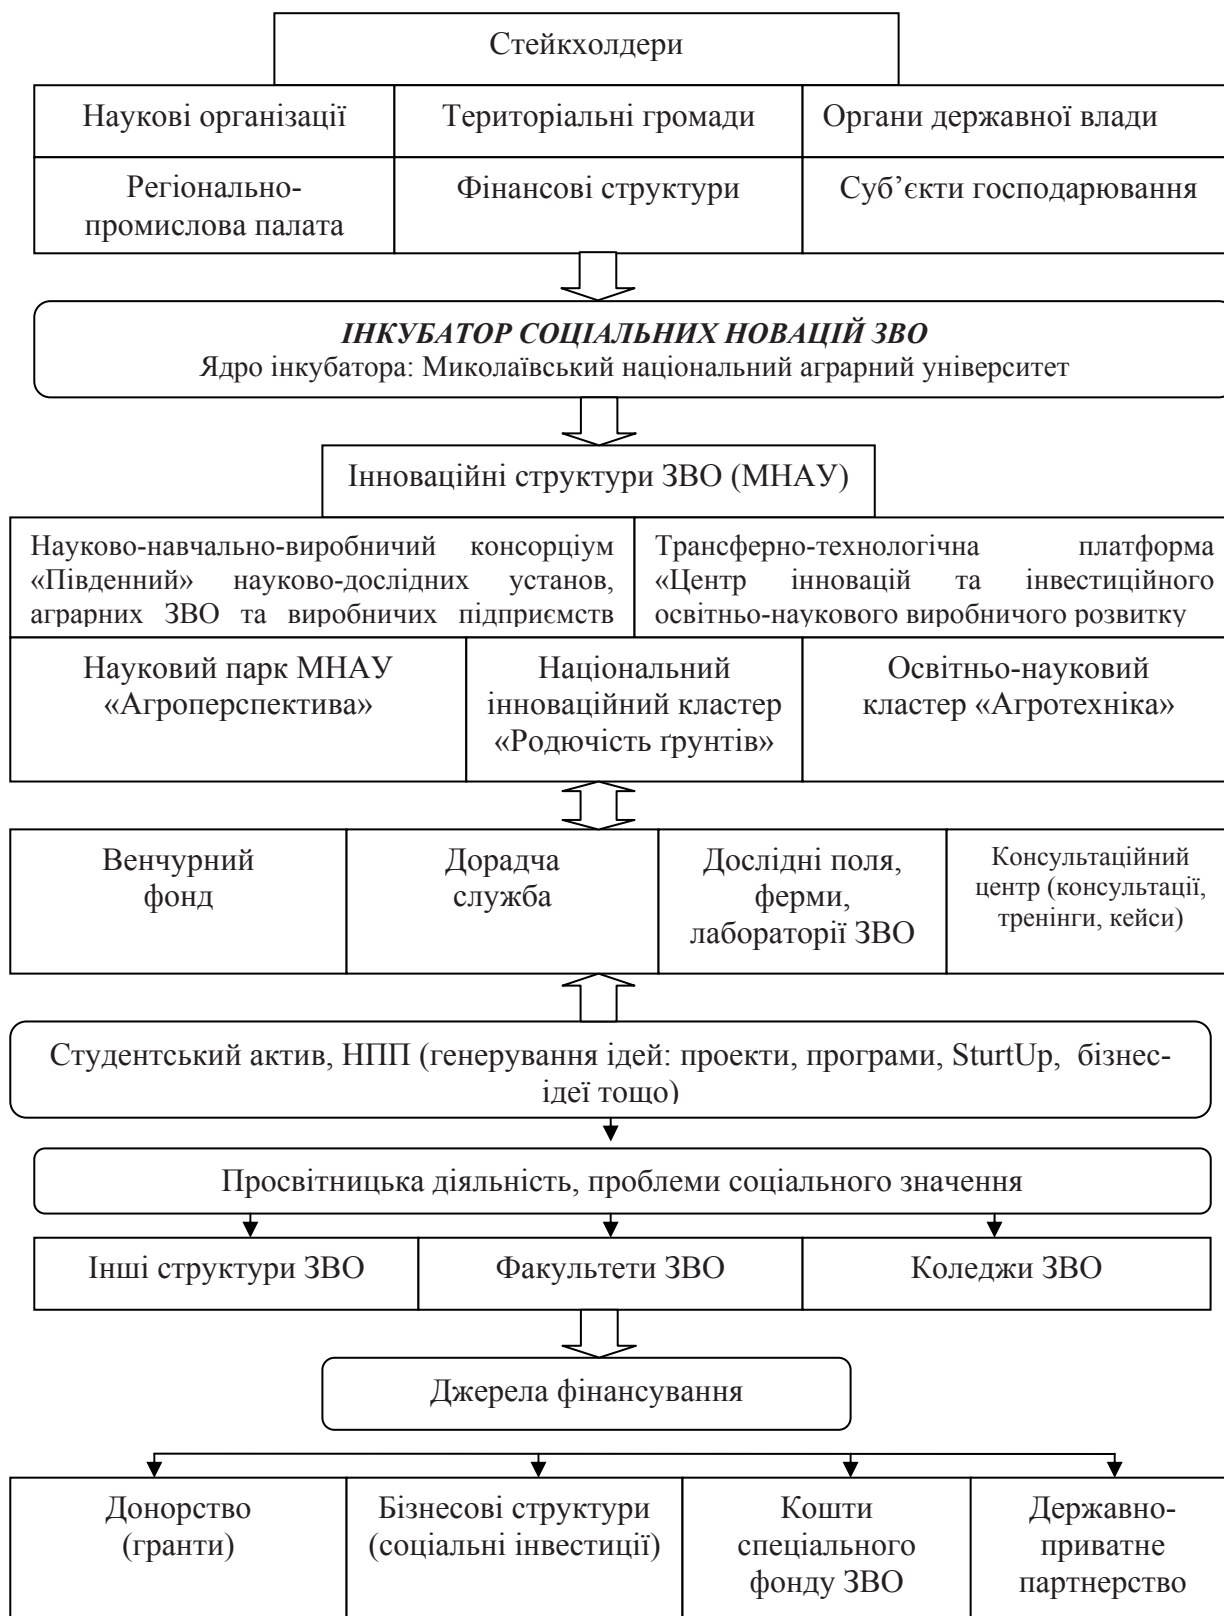 Стейкхолдери
Наукові організації
Територіальні громади
Органи державної влади
Регіонально-
промислова палата
Фінансові структури
Суб’єкти господарювання
ІНКУБАТОР СОЦІАЛЬНИХ НОВАЦІЙ ЗВО
Ядро інкубатора: Миколаївський національний аграрний університет
Інноваційні структури ЗВО (МНАУ)
Науково-навчально-виробничий консорціум
«Південний» науково-дослідних установ,
аграрних ЗВО та виробничих підприємств
Трансферно-технологічна платформа
«Центр інновацій та інвестиційного
освітньо-наукового виробничого розвитку
Науковий парк МНАУ
«Агроперспектива»
Національний
інноваційний кластер
«Родючість ґрунтів»
Освітньо-науковий
кластер «Агротехніка»
Венчурний
фонд
Дорадча
служба
Дослідні поля,
ферми,
лабораторії ЗВО
Консультаційний
центр (консультації,
тренінги, кейси)
Студентський актив, НПП (генерування ідей: проекти, програми, SturtUp, бізнес-
ідеї тощо)
Просвітницька діяльність, проблеми соціального значення
Інші структури ЗВО
Факультети ЗВО
Коледжи ЗВО
Джерела фінансування
Донорство
(гранти)
Бізнесові структури
(соціальні інвестиції)
Кошти
спеціального
фонду ЗВО
Державно-
приватне
партнерство